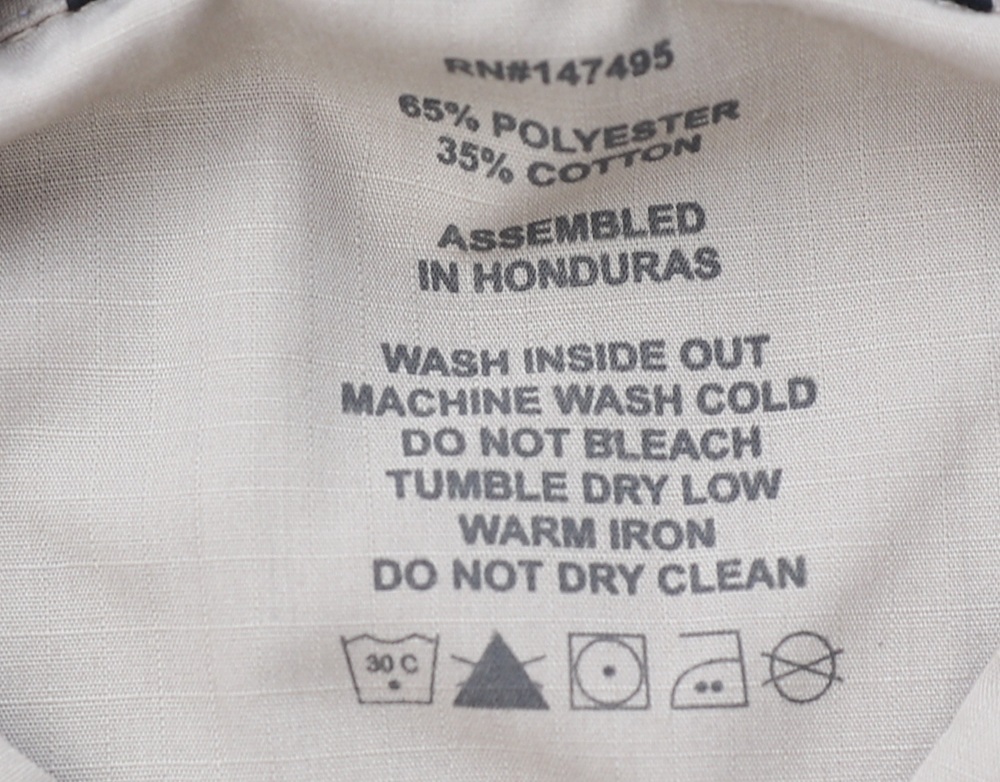 RN#147495
65% POLYESTER
35% COTTON
ASSEMBLED
IN HONDURAS
WASH INSIDE OUT
MACHINE WASH COLD
DO NOT BLEACH
TUMBLE DRY LOW
WARM IRON
DO NOT DRY CLEAN
30 C